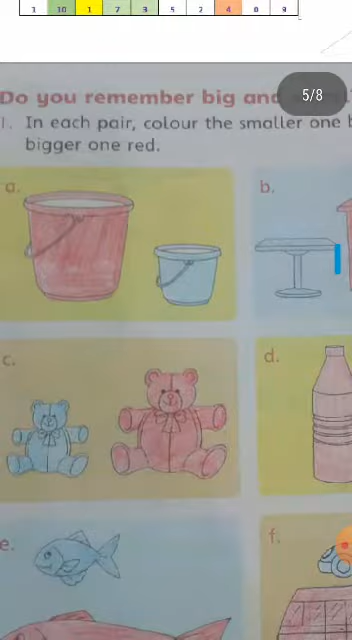 1 10 1 7 3 5 2 4 0 9
5/8
Do you remember big and
1. In each pair, colour the smaller one
bigger one red.
a.
b.
c.
d.
e.
f.